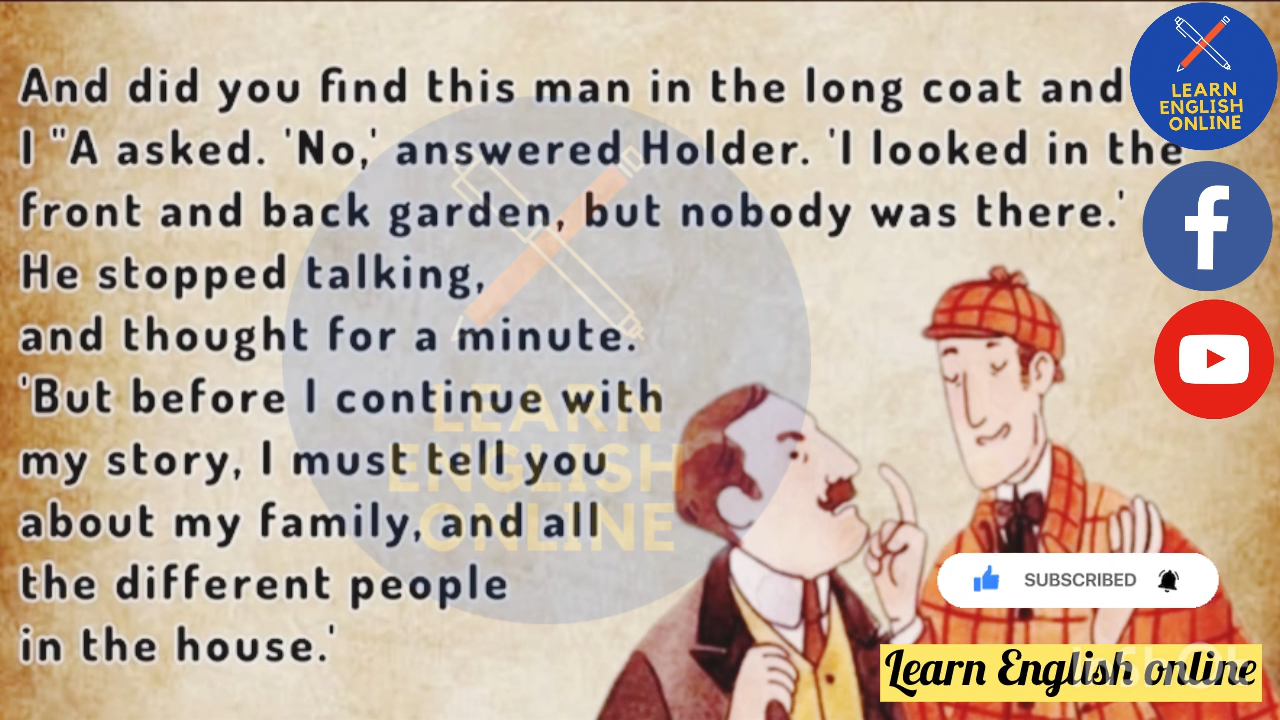 And did you find this man in the long coat and
I "A asked. 'No,' answered Holder. 'I looked in the
front and back garden, but nobody was there.'
He stopped talking,
and thought for a minute.
'But before I continue with
my story, I must tell you
about my family, and all
the different people
in the house.'
LEARN
ENGLISH
ONLINE
LEARN
ENGLISH
ONLINE
f
SUBSCRIBED
Learn English online